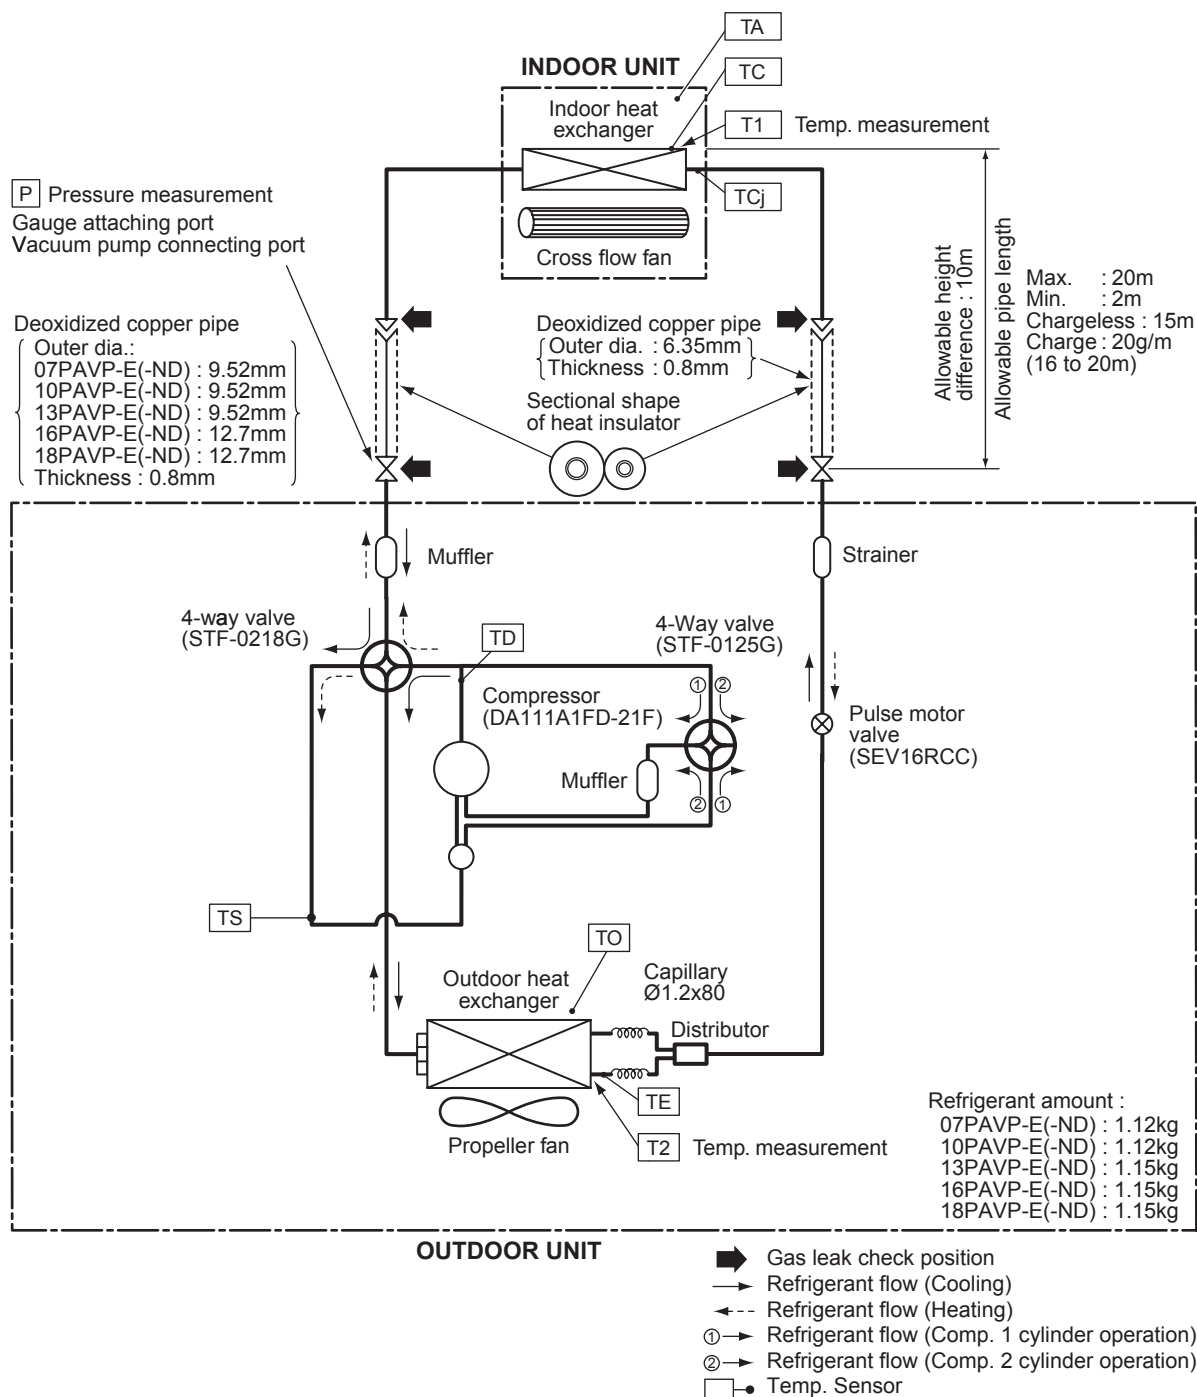 TA
INDOOR UNIT
TC
Indoor heat
exchanger
T1 Temp. measurement
P Pressure measurement
TCj
Gauge attaching port
Vacuum pump connecting port
Cross flow fan
Allowable height
difference : 10m
Allowable pipe length
Max. : 20m
Min. : 2m
Chargeless : 15m
Charge : 20g/m
(16 to 20m)
Deoxidized copper pipe
Outer dia.:
07PAVP-E(-ND) : 9.52mm
10PAVP-E(-ND) : 9.52mm
13PAVP-E(-ND) : 9.52mm
16PAVP-E(-ND) : 12.7mm
18PAVP-E(-ND) : 12.7mm
Thickness : 0.8mm
Deoxidized copper pipe
Outer dia. : 6.35mm
Thickness : 0.8mm
Sectional shape
of heat insulator
Muffler
Strainer
4-way valve
(STF-0218G)
TD
4-Way valve
(STF-0125G)
1 2
Compressor
(DA111A1FD-21F)
Pulse motor
valve
(SEV16RCC)
Muffler
2 1
TS
TO
Outdoor heat
exchanger
Capillary
Ø1.2x80
Distributor
TE
Propeller fan
T2 Temp. measurement
Refrigerant amount :
07PAVP-E(-ND) : 1.12kg
10PAVP-E(-ND) : 1.12kg
13PAVP-E(-ND) : 1.15kg
16PAVP-E(-ND) : 1.15kg
18PAVP-E(-ND) : 1.15kg
OUTDOOR UNIT
Gas leak check position
Refrigerant flow (Cooling)
Refrigerant flow (Heating)
1 Refrigerant flow (Comp. 1 cylinder operation)
2 Refrigerant flow (Comp. 2 cylinder operation)
Temp. Sensor